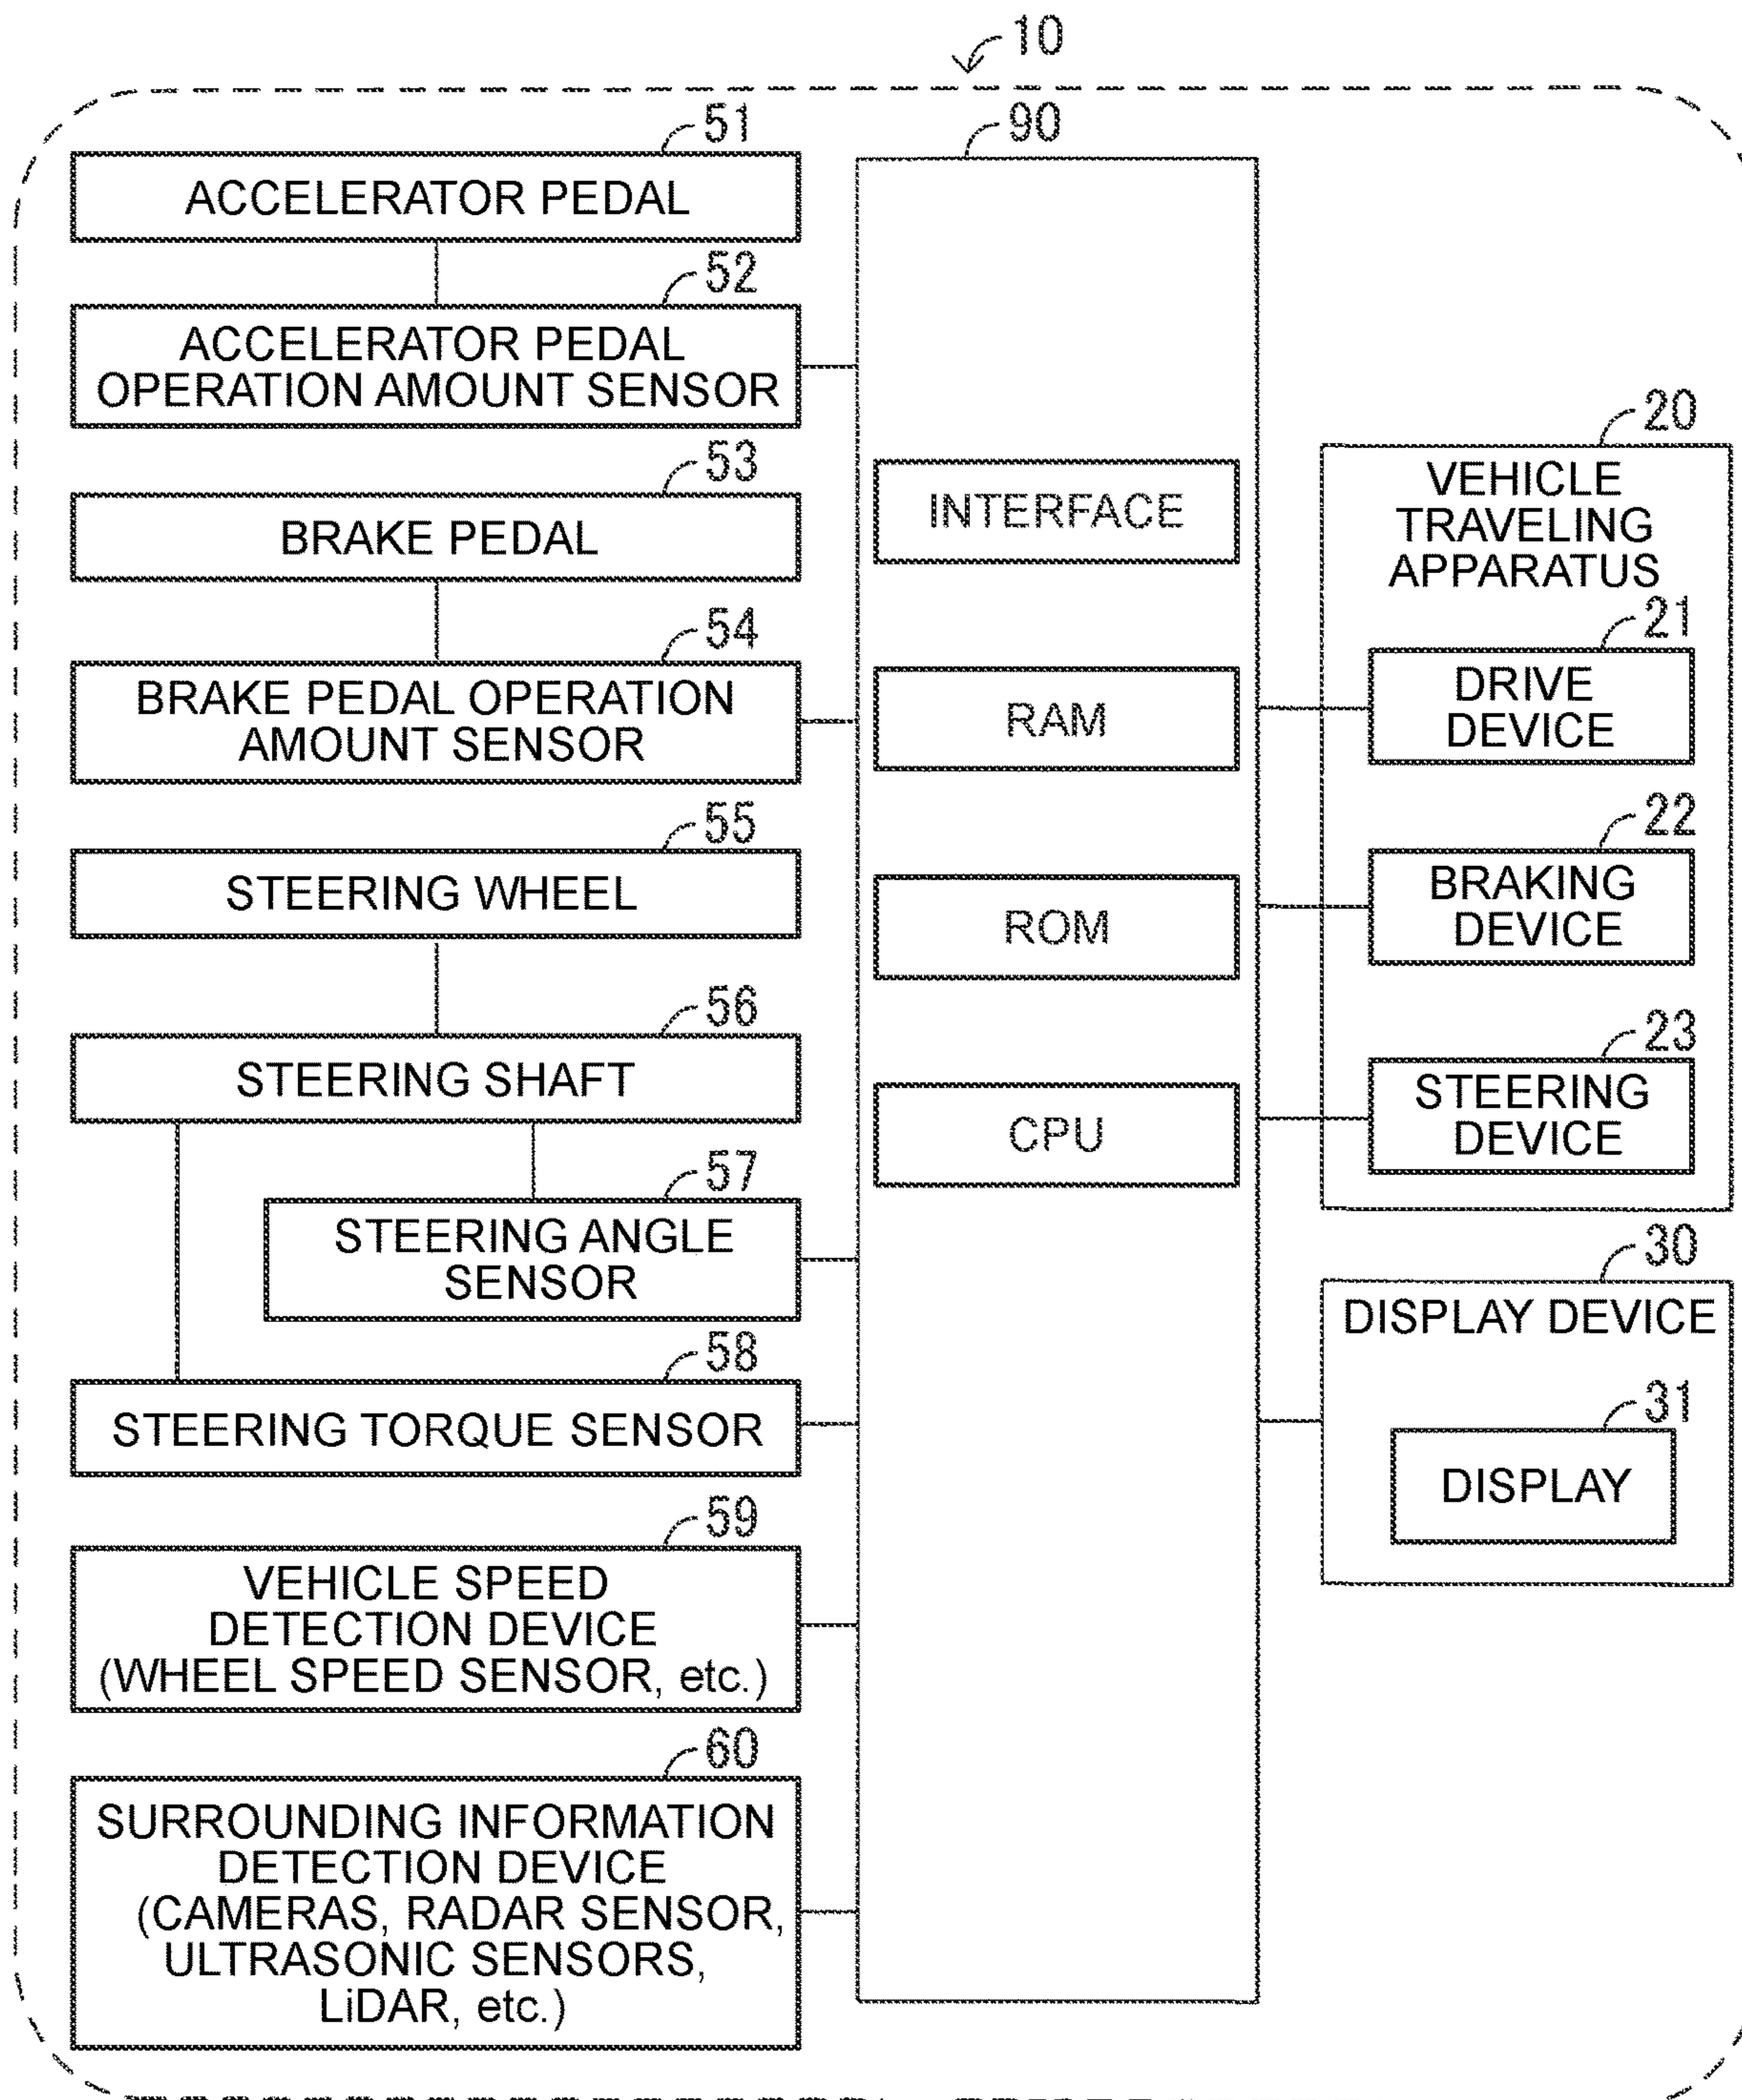 10
51
ACCELERATOR PEDAL
52
ACCELERATOR PEDAL
OPERATION AMOUNT SENSOR
53
BRAKE PEDAL
54
BRAKE PEDAL OPERATION
AMOUNT SENSOR
55
STEERING WHEEL
56
STEERING SHAFT
57
STEERING ANGLE
SENSOR
58
STEERING TORQUE SENSOR
59
VEHICLE SPEED
DETECTION DEVICE
(WHEEL SPEED SENSOR, etc.)
60
SURROUNDING INFORMATION
DETECTION DEVICE
(CAMERAS, RADAR SENSOR,
ULTRASONIC SENSORS,
LiDAR, etc.)
90
INTERFACE
RAM
ROM
CPU
20
VEHICLE
TRAVELING
APPARATUS
21
DRIVE
DEVICE
22
BRAKING
DEVICE
23
STEERING
DEVICE
30
DISPLAY DEVICE
31
DISPLAY